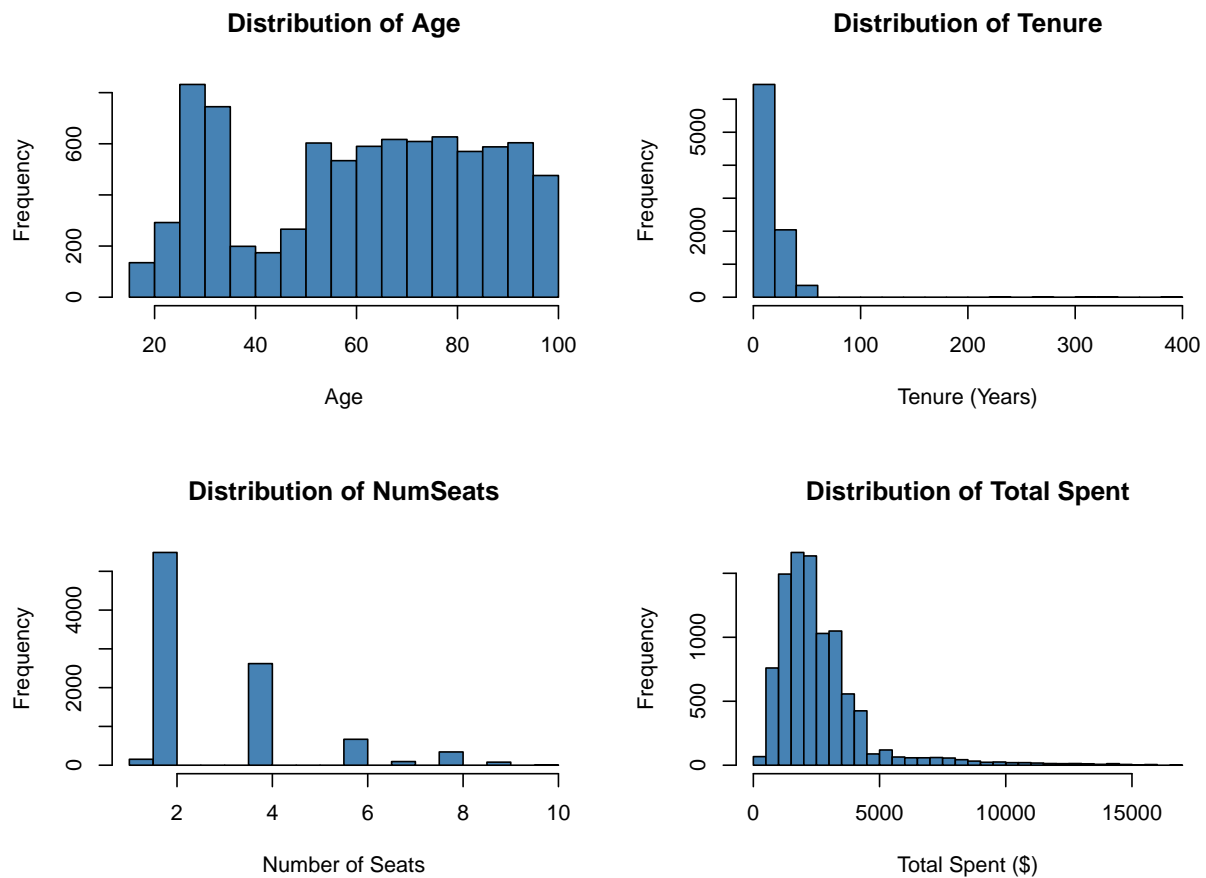 Distribution of Age
Frequency
0
200
600
20
40
60
80
100
Age
Distribution of Tenure
Frequency
0
2000
5000
0
100
200
300
400
Tenure (Years)
Distribution of NumSeats
Frequency
0
2000
4000
2
4
6
8
10
Number of Seats
Distribution of Total Spent
Frequency
0
500
1000
0
5000
10000
15000
Total Spent ($)